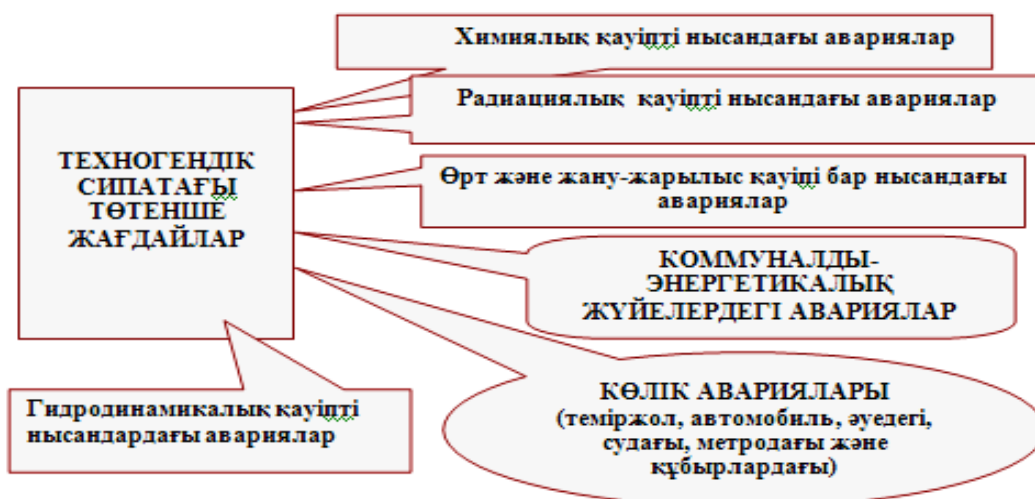 Химиялық қауіпті нысандағы авариялар
Радиациялық қауіпті нысандағы авариялар
ТЕХНОГЕНДІК
СИПАТАҒЫ
ТӨТЕНШЕ
ЖАҒДАЙЛАР
Өрт және жану-жарылыс қауіпі бар нысандағы
авариялар
КОММУНАЛДЫ-
ЭНЕРГЕТИКАЛЫҚ
ЖҮЙЕЛЕРДЕГІ АВАРИЯЛАР
КӨЛІК АВАРИЯЛАРЫ
(теміржол, автомобиль, әуедегі,
судағы, метродағы және
құбырлардағы)
Гидродинамикалық қауіпті
нысандардағы авариялар